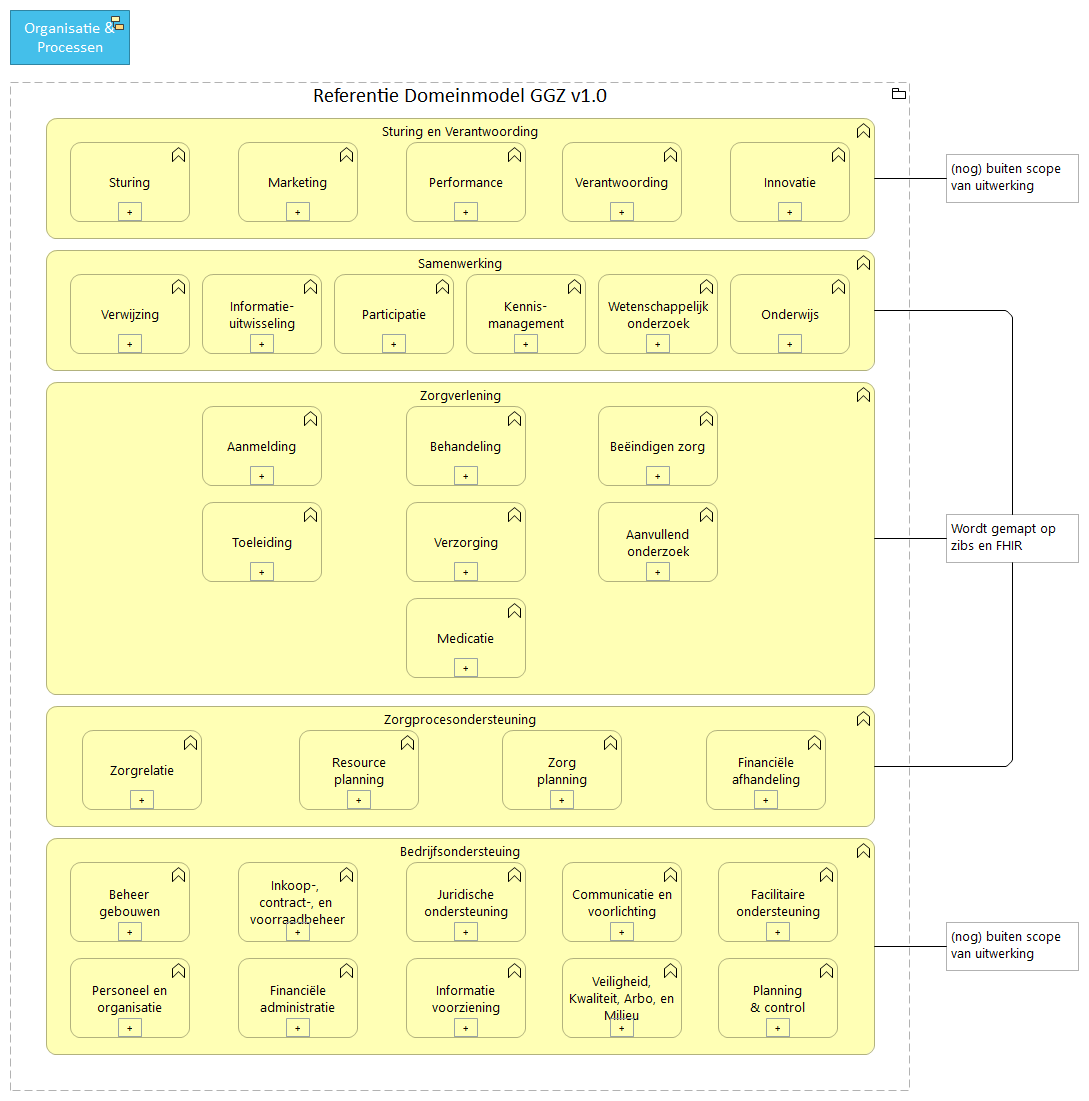 Organisatie &
Processen
Referentie Domeinmodel GGZ v1.0
Sturing en Verantwoording
Sturing
Marketing
Performance
Verantwoording
Innovatie
+
+
+
+
+
(nog) buiten scope
van uitwerking
Samenwerking
Verwijzing
Informatie-
uitwisseling
Participatie
Kennis-
management
Wetenschappelijk
onderzoek
Onderwijs
+
+
+
+
+
+
Zorgverlening
Aanmelding
Behandeling
Beëindigen zorg
+
+
+
Toeleiding
Verzorging
Aanvullend
onderzoek
+
+
+
Wordt gemapt op
zibs en FHIR
Medicatie
+
Zorgprocesondersteuning
Zorgrelatie
Resource
planning
Zorg
planning
Financiële
afhandeling
+
+
+
+
Bedrijfsondersteuing
Beheer
gebouwen
Inkoop-,
contract-, en
voorraadbeheer
Juridische
ondersteuning
Communicatie en
voorlichting
Facilitaire
ondersteuning
+
+
+
+
+
(nog) buiten scope
van uitwerking
Personeel en
organisatie
Financiële
administratie
Informatie
voorziening
Veiligheid,
Kwaliteit, Arbo, en
Milieu
Planning
& control
+
+
+
+
+